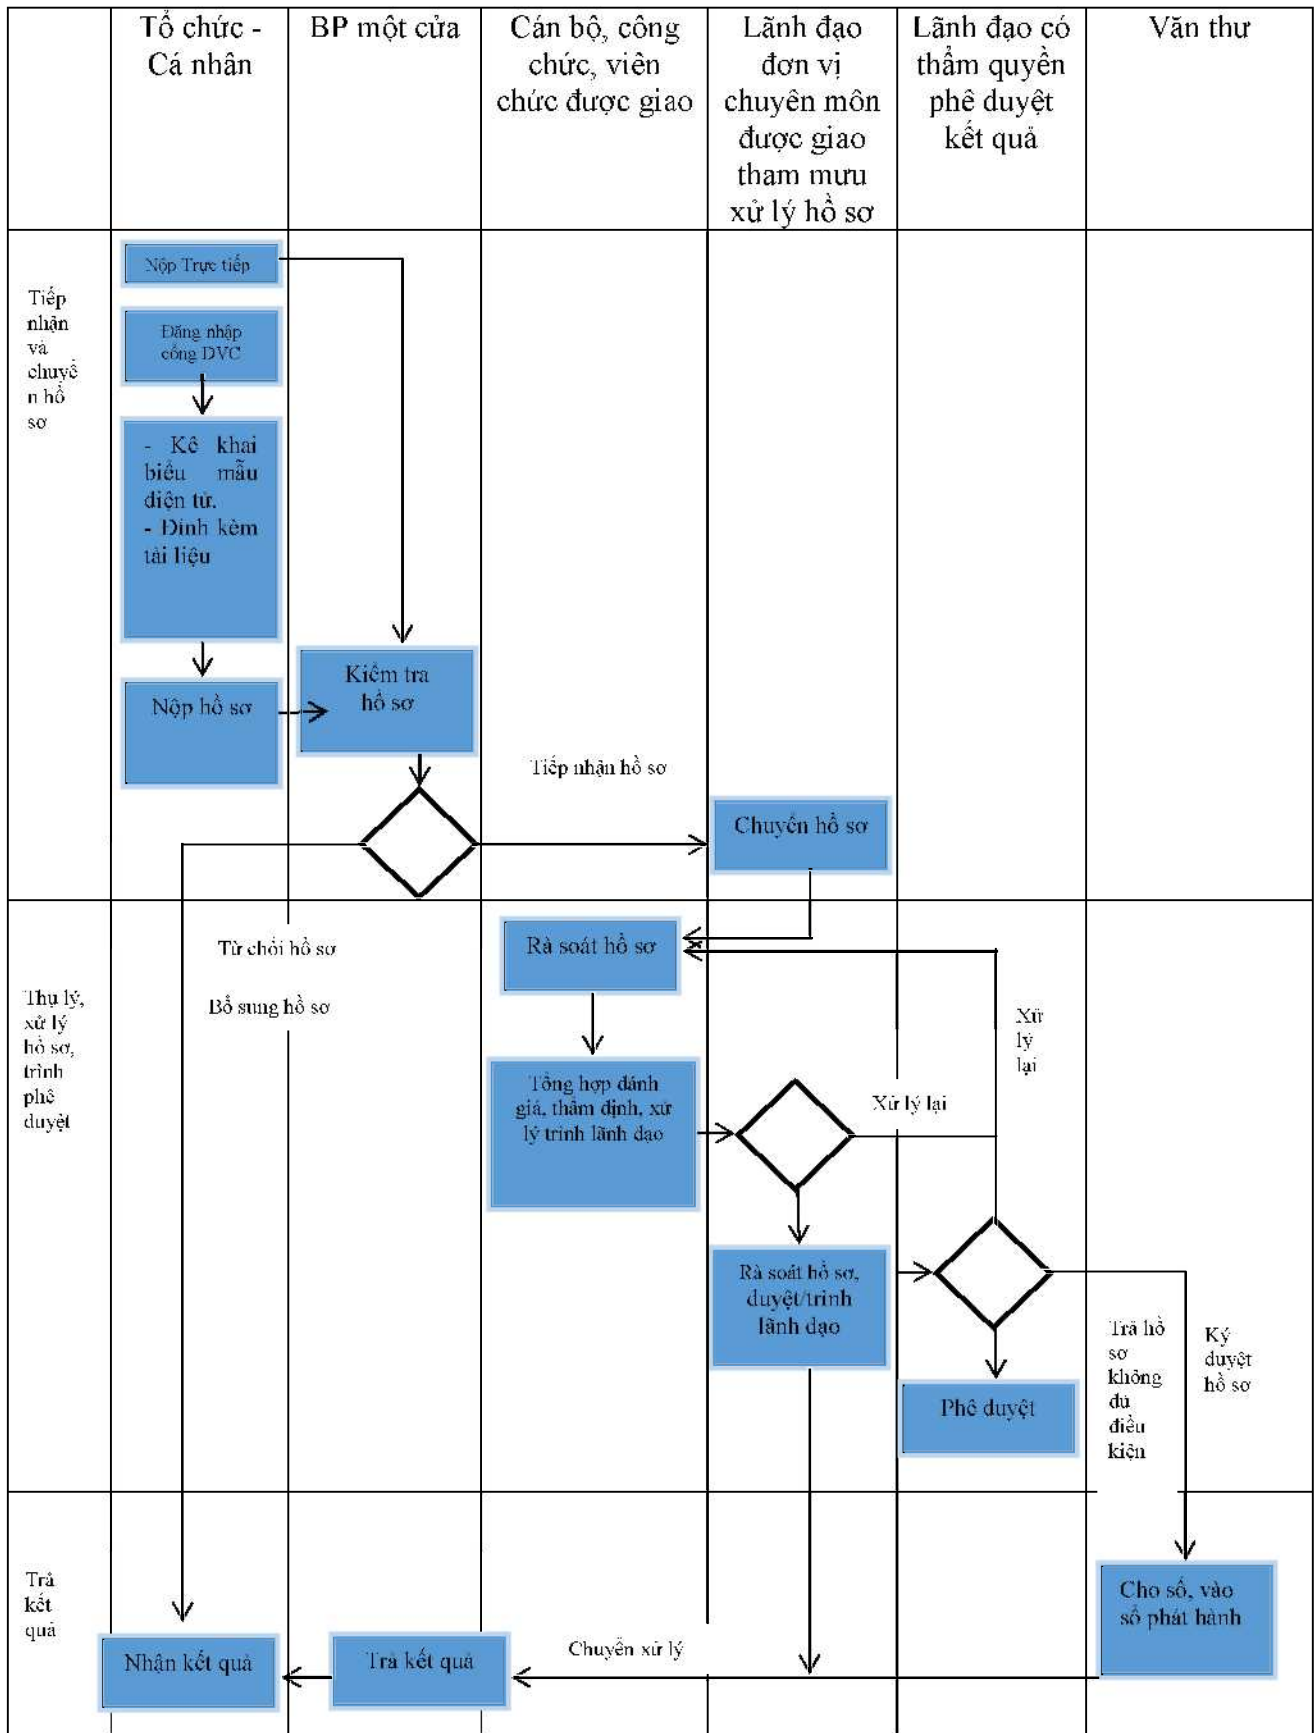 Tổ chức -
Cá nhân
BP một cửa
Cán bộ, công
chức, viên
chức được giao
Lãnh đạo
đơn vị
chuyên môn
được giao
tham mưu
xử lý hồ sơ
Lãnh đạo có
thẩm quyền
phê duyệt
kết quả
Văn thư
Tiếp
nhận
và
chuyể
n hồ
sơ
Nộp Trực tiếp
Đăng nhập
cổng DVC
- Kê khai
biểu mẫu
điện tử.
- Đính kèm
tài liệu
Nộp hồ sơ
Kiểm tra
hồ sơ
Tiếp nhận hồ sơ
Chuyển hồ sơ
Thụ lý,
xử lý
hồ sơ,
trình
phê
duyệt
Từ chối hồ sơ
Bổ sung hồ sơ
Rà soát hồ sơ
Tổng hợp đánh
giá, thẩm định, xử
lý trình lãnh đạo
Xử lý lại
Xử
lý
lại
Rà soát hồ sơ,
duyệt/trình
lãnh đạo
Phê duyệt
Trả hồ
sơ
không
đủ
điều
kiện
Ký
duyệt
hồ sơ
Trả
kết
quả
Nhận kết quả
Trả kết quả
Chuyển xử lý
Cho số, vào
số phát hành